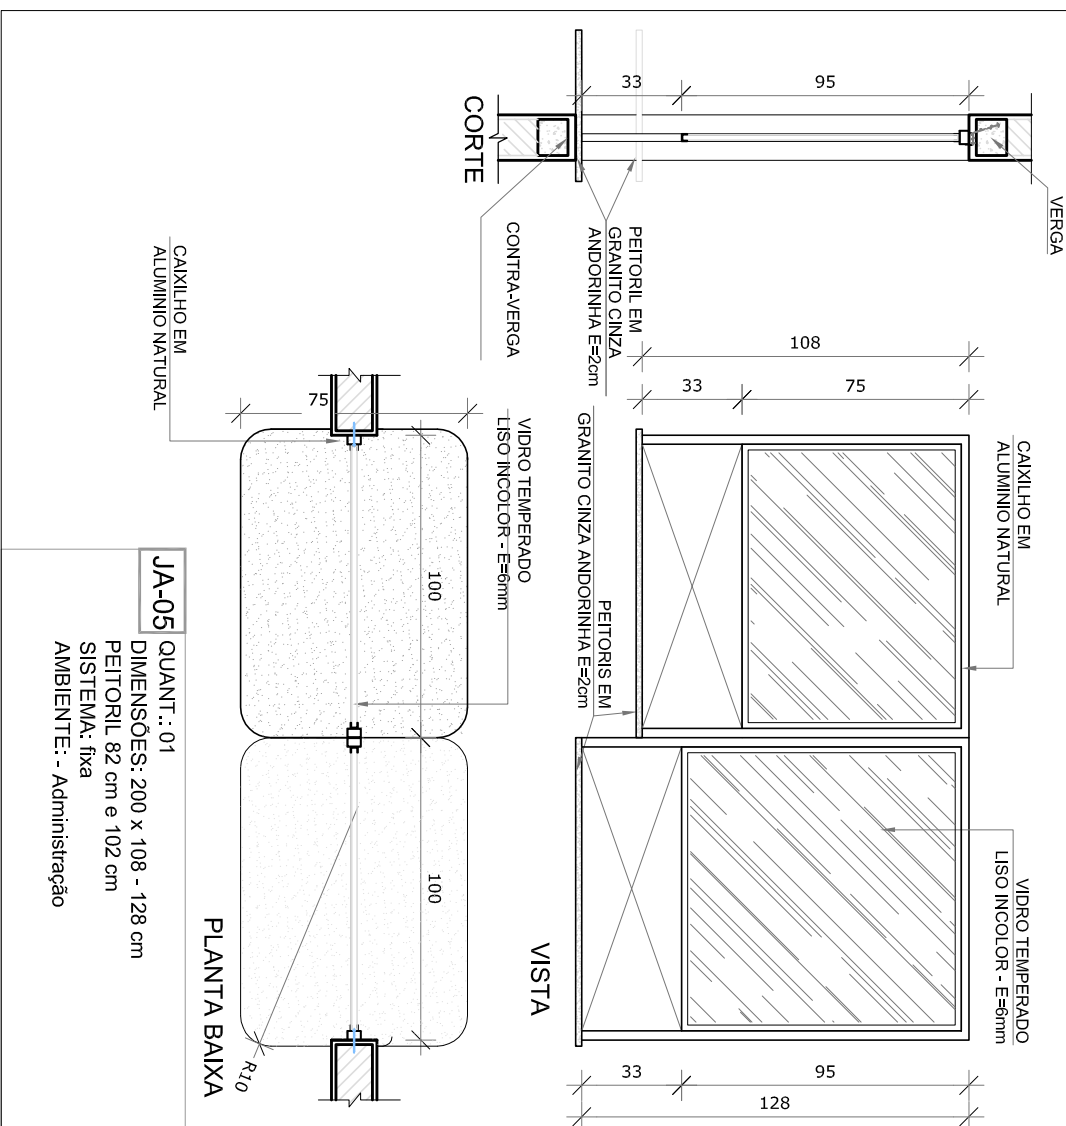 CORTE
33
95
VERGA
PEITORIL EM
GRANITO CINZA
ANDORINHA E=2cm
CONTRA-VERGA
108
33
75
CAIXILHO EM
ALUMINIO NATURAL
PEITORIS EM
GRANITO CINZA ANDORINHA E=2cm
VIDRO TEMPERADO
LISO INCOLOR - E=6mm
33
95
128
VISTA
CAIXILHO EM
ALUMINIO NATURAL
75
VIDRO TEMPERADO
LISO INCOLOR - E=6mm
100
100
R10
PLANTA BAIXA
JA-05
QUANT.: 01
DIMENSÕES: 200 x 108 - 128 cm
PEITORIL 82 cm e 102 cm
SISTEMA: fixa
AMBIENTE: - Administração